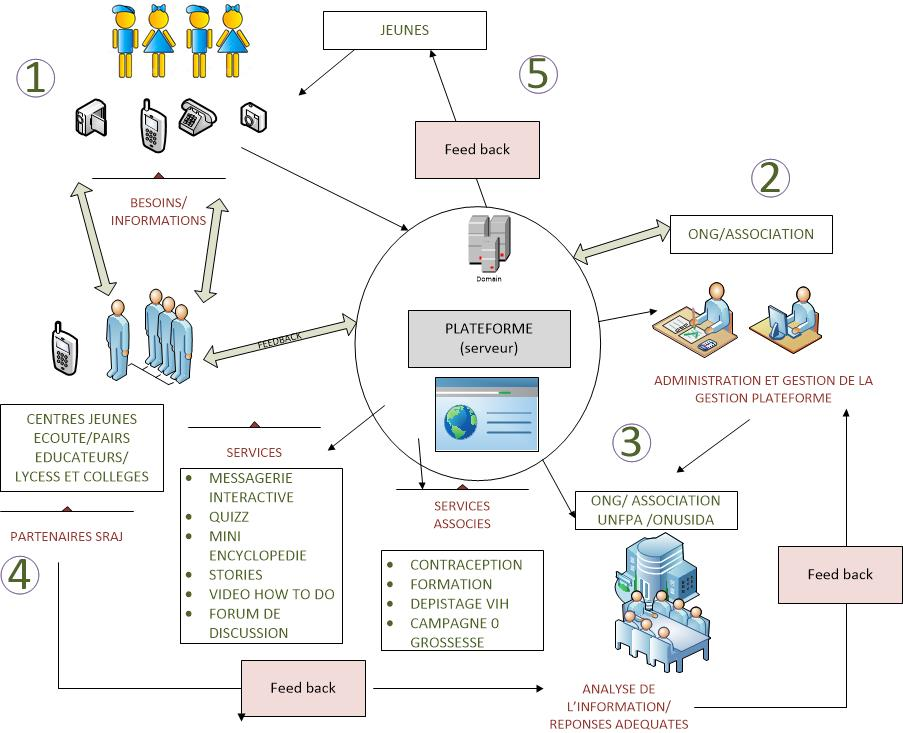 JEUNES
1
5
Feed back
2
BESOINS/
INFORMATIONS
ONG/ASSOCIATION
Domain
PLATEFORME
(serveur)
FEEDBACK
ADMINISTRATION ET GESTION DE LA
GESTION PLATEFORME
CENTRES JEUNES
ECOUTE/PAIRS
EDUCATEURS/
LYCESS ET COLLEGES
PARTENAIRES SRAJ
4
SERVICES
• MESSAGERIE
INTERACTIVE
• QUIZZ
• MINI
ENCYCLOPEDIE
• STORIES
• VIDEO HOW TO DO
• FORUM DE
DISCUSSION
SERVICES
ASSOCIES
• CONTRACEPTION
• FORMATION
• DEPISTAGE VIH
• CAMPAGNE 0
GROSSESSE
3
ONG/ ASSOCIATION
UNFPA /ONUSIDA
Feed back
Feed back
ANALYSE DE
L'INFORMATION/
REPONSES ADEQUATES